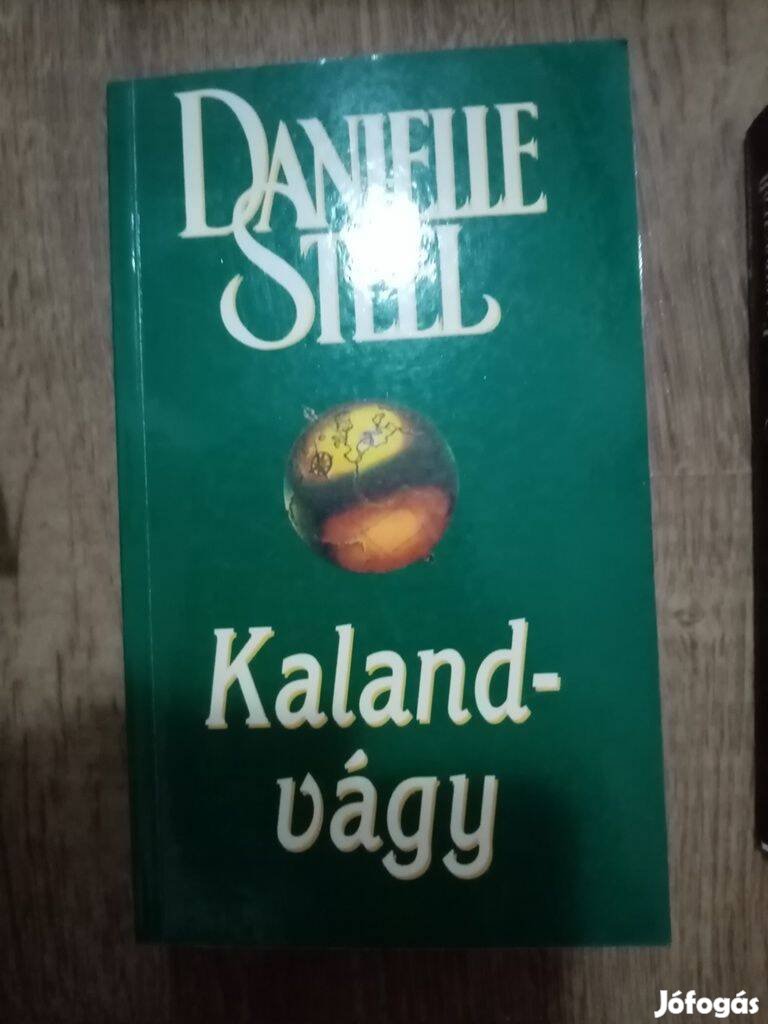 DANIELLE
STEEL
Kaland-
vágy
Jófogás